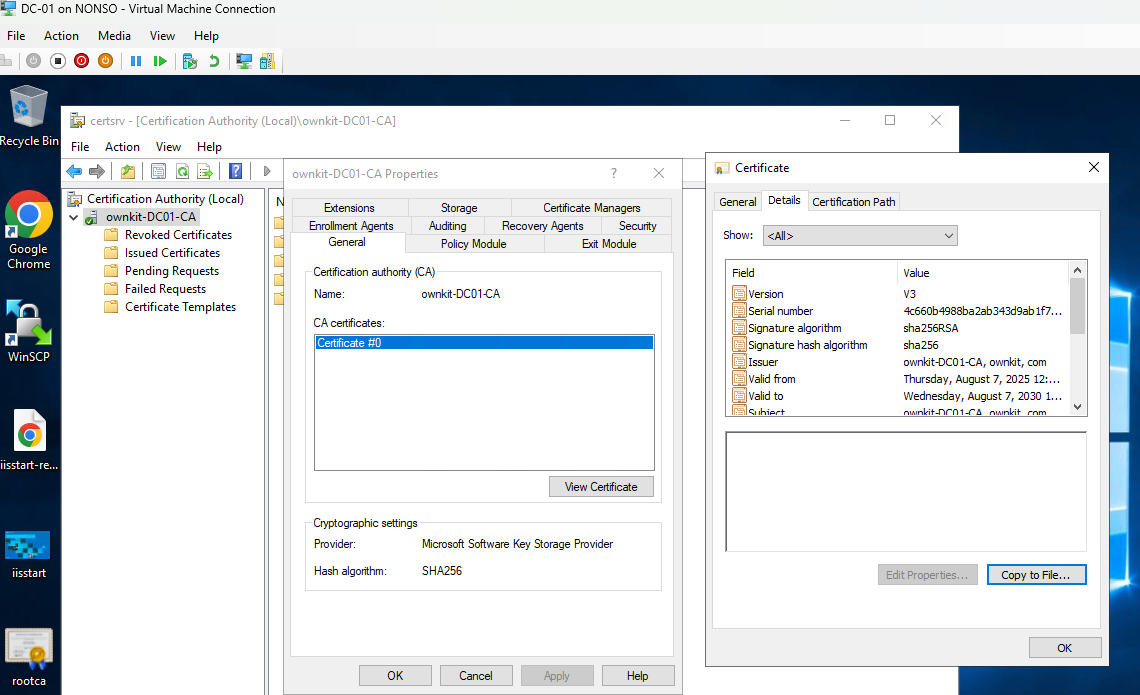 DC-01 on NONSO - Virtual Machine Connection
File Action Media View Help
Recycle Bin
Google
Chrome
WinSCP
iisstart-re...
iisstart
rootca
certsrv - [Certification Authority (Local)\ownkit-DC01-CA]
File Action View Help
Certification Authority (Local)
ownkit-DC01-CA
Revoked Certificates
Issued Certificates
Pending Requests
Failed Requests
Certificate Templates
N
ownkit-DC01-CA Properties
Extensions Storage Certificate Managers
Enrollment Agents Auditing Recovery Agents Security
General Policy Module Exit Module
Certification authority (CA)
Name: ownkit-DC01-CA
CA certificates:
Certificate #0
View Certificate
Cryptographic settings
Provider: Microsoft Software Key Storage Provider
Hash algorithm: SHA256
OK Cancel Apply Help
Certificate
General Details Certification Path
Show: <All>
Field Value
Version V3
Serial number 4c660b4988ba2ab343d9ab1f7...
Signature algorithm sha256RSA
Signature hash algorithm sha256
Issuer ownkit-DC01-CA, ownkit, com
Valid from Thursday, August 7, 2025 12:...
Valid to Wednesday, August 7, 2030 1...
Subject ownkit-DC01-CA, ownkit, com
Edit Properties... Copy to File...
OK